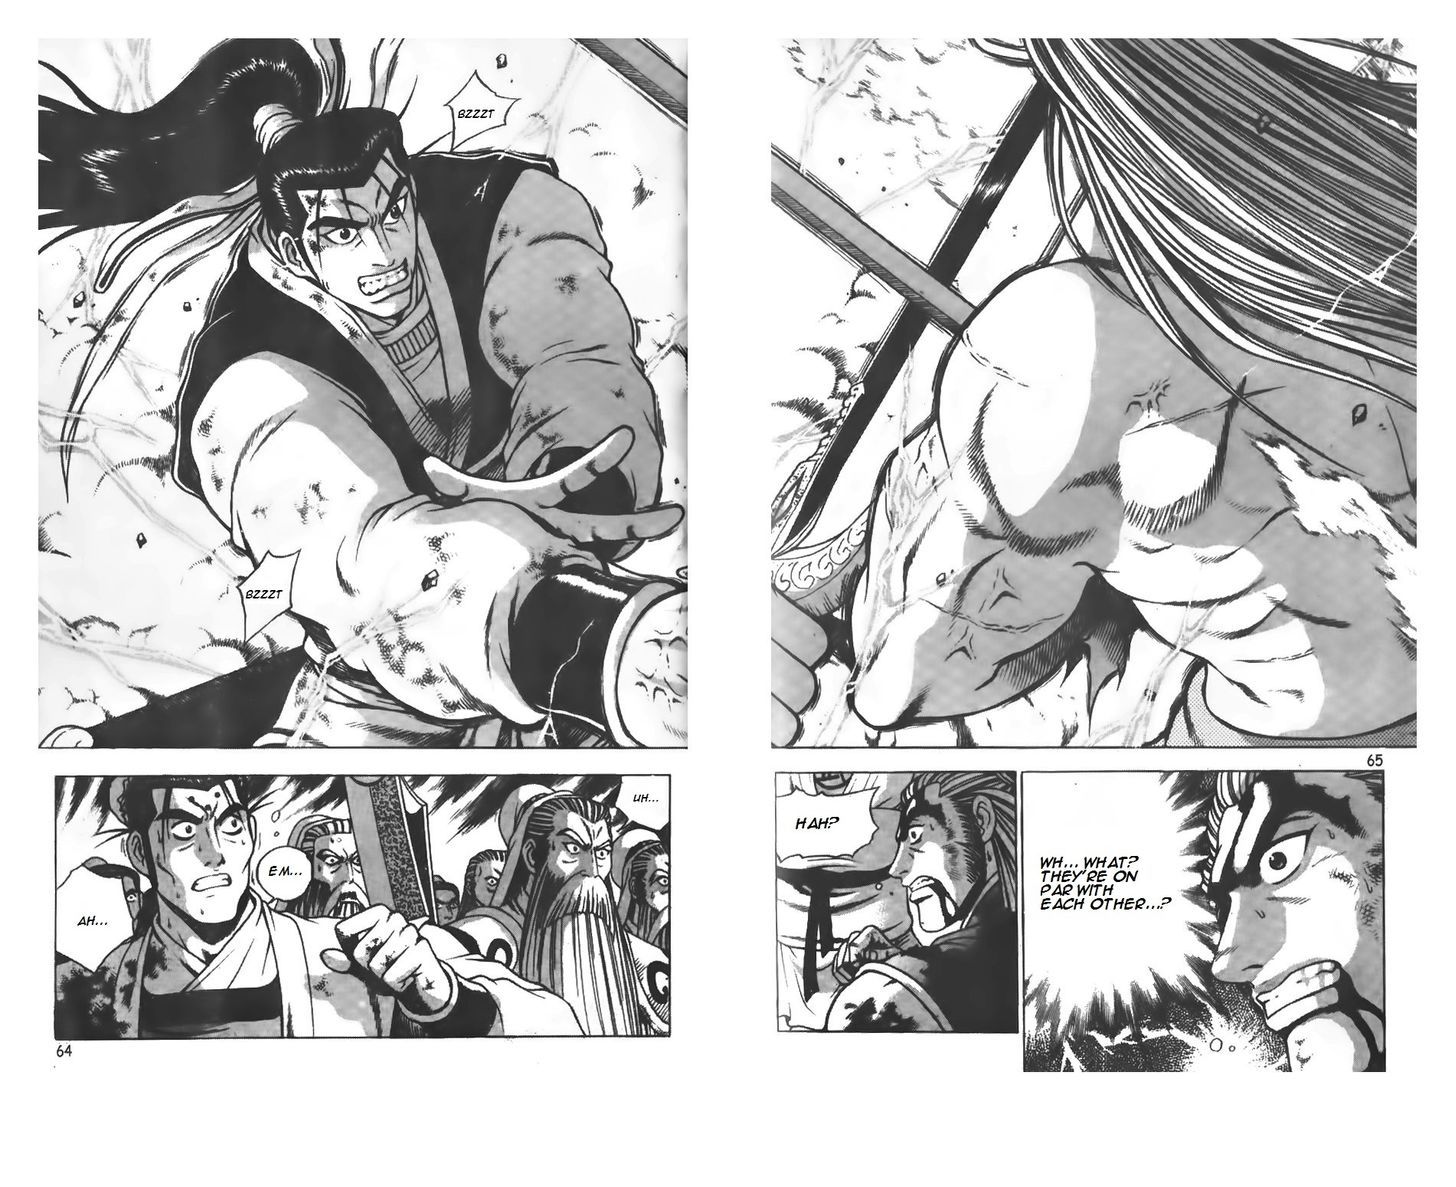 BZZZT
BZZZT
AH...
EM...
UH...
64
HAH?
WH... WHAT?
THEY'RE ON
PAR WITH
EACH OTHER...?
65